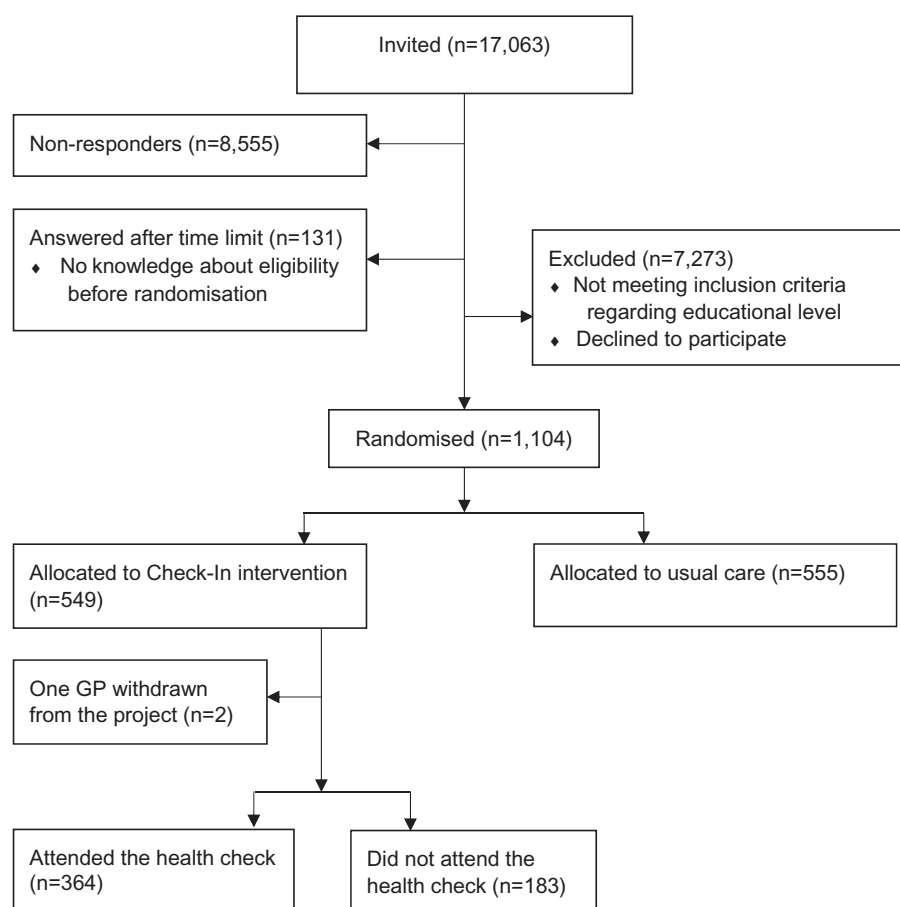 Invited (n=17,063)
Non-responders (n=8,555)
Answered after time limit (n=131)
♦ No knowledge about eligibility
before randomisation
Excluded (n=7,273)
♦ Not meeting inclusion criteria
regarding educational level
♦ Declined to participate
Randomised (n=1,104)
Allocated to Check-In intervention
(n=549)
Allocated to usual care (n=555)
One GP withdrawn
from the project (n=2)
Attended the health check
(n=364)
Did not attend the
health check (n=183)